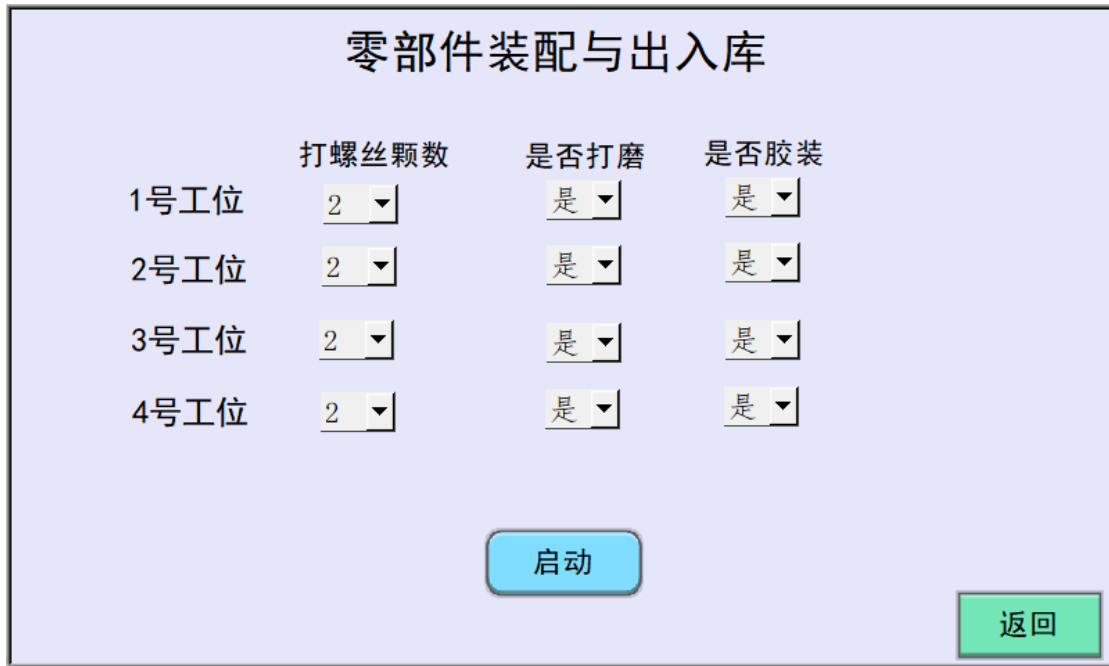 零部件装配与出入库
打螺丝颗数 是否打磨 是否胶装
1号工位 2 是 是
2号工位 2 是 是
3号工位 2 是 是
4号工位 2 是 是
启动
返回